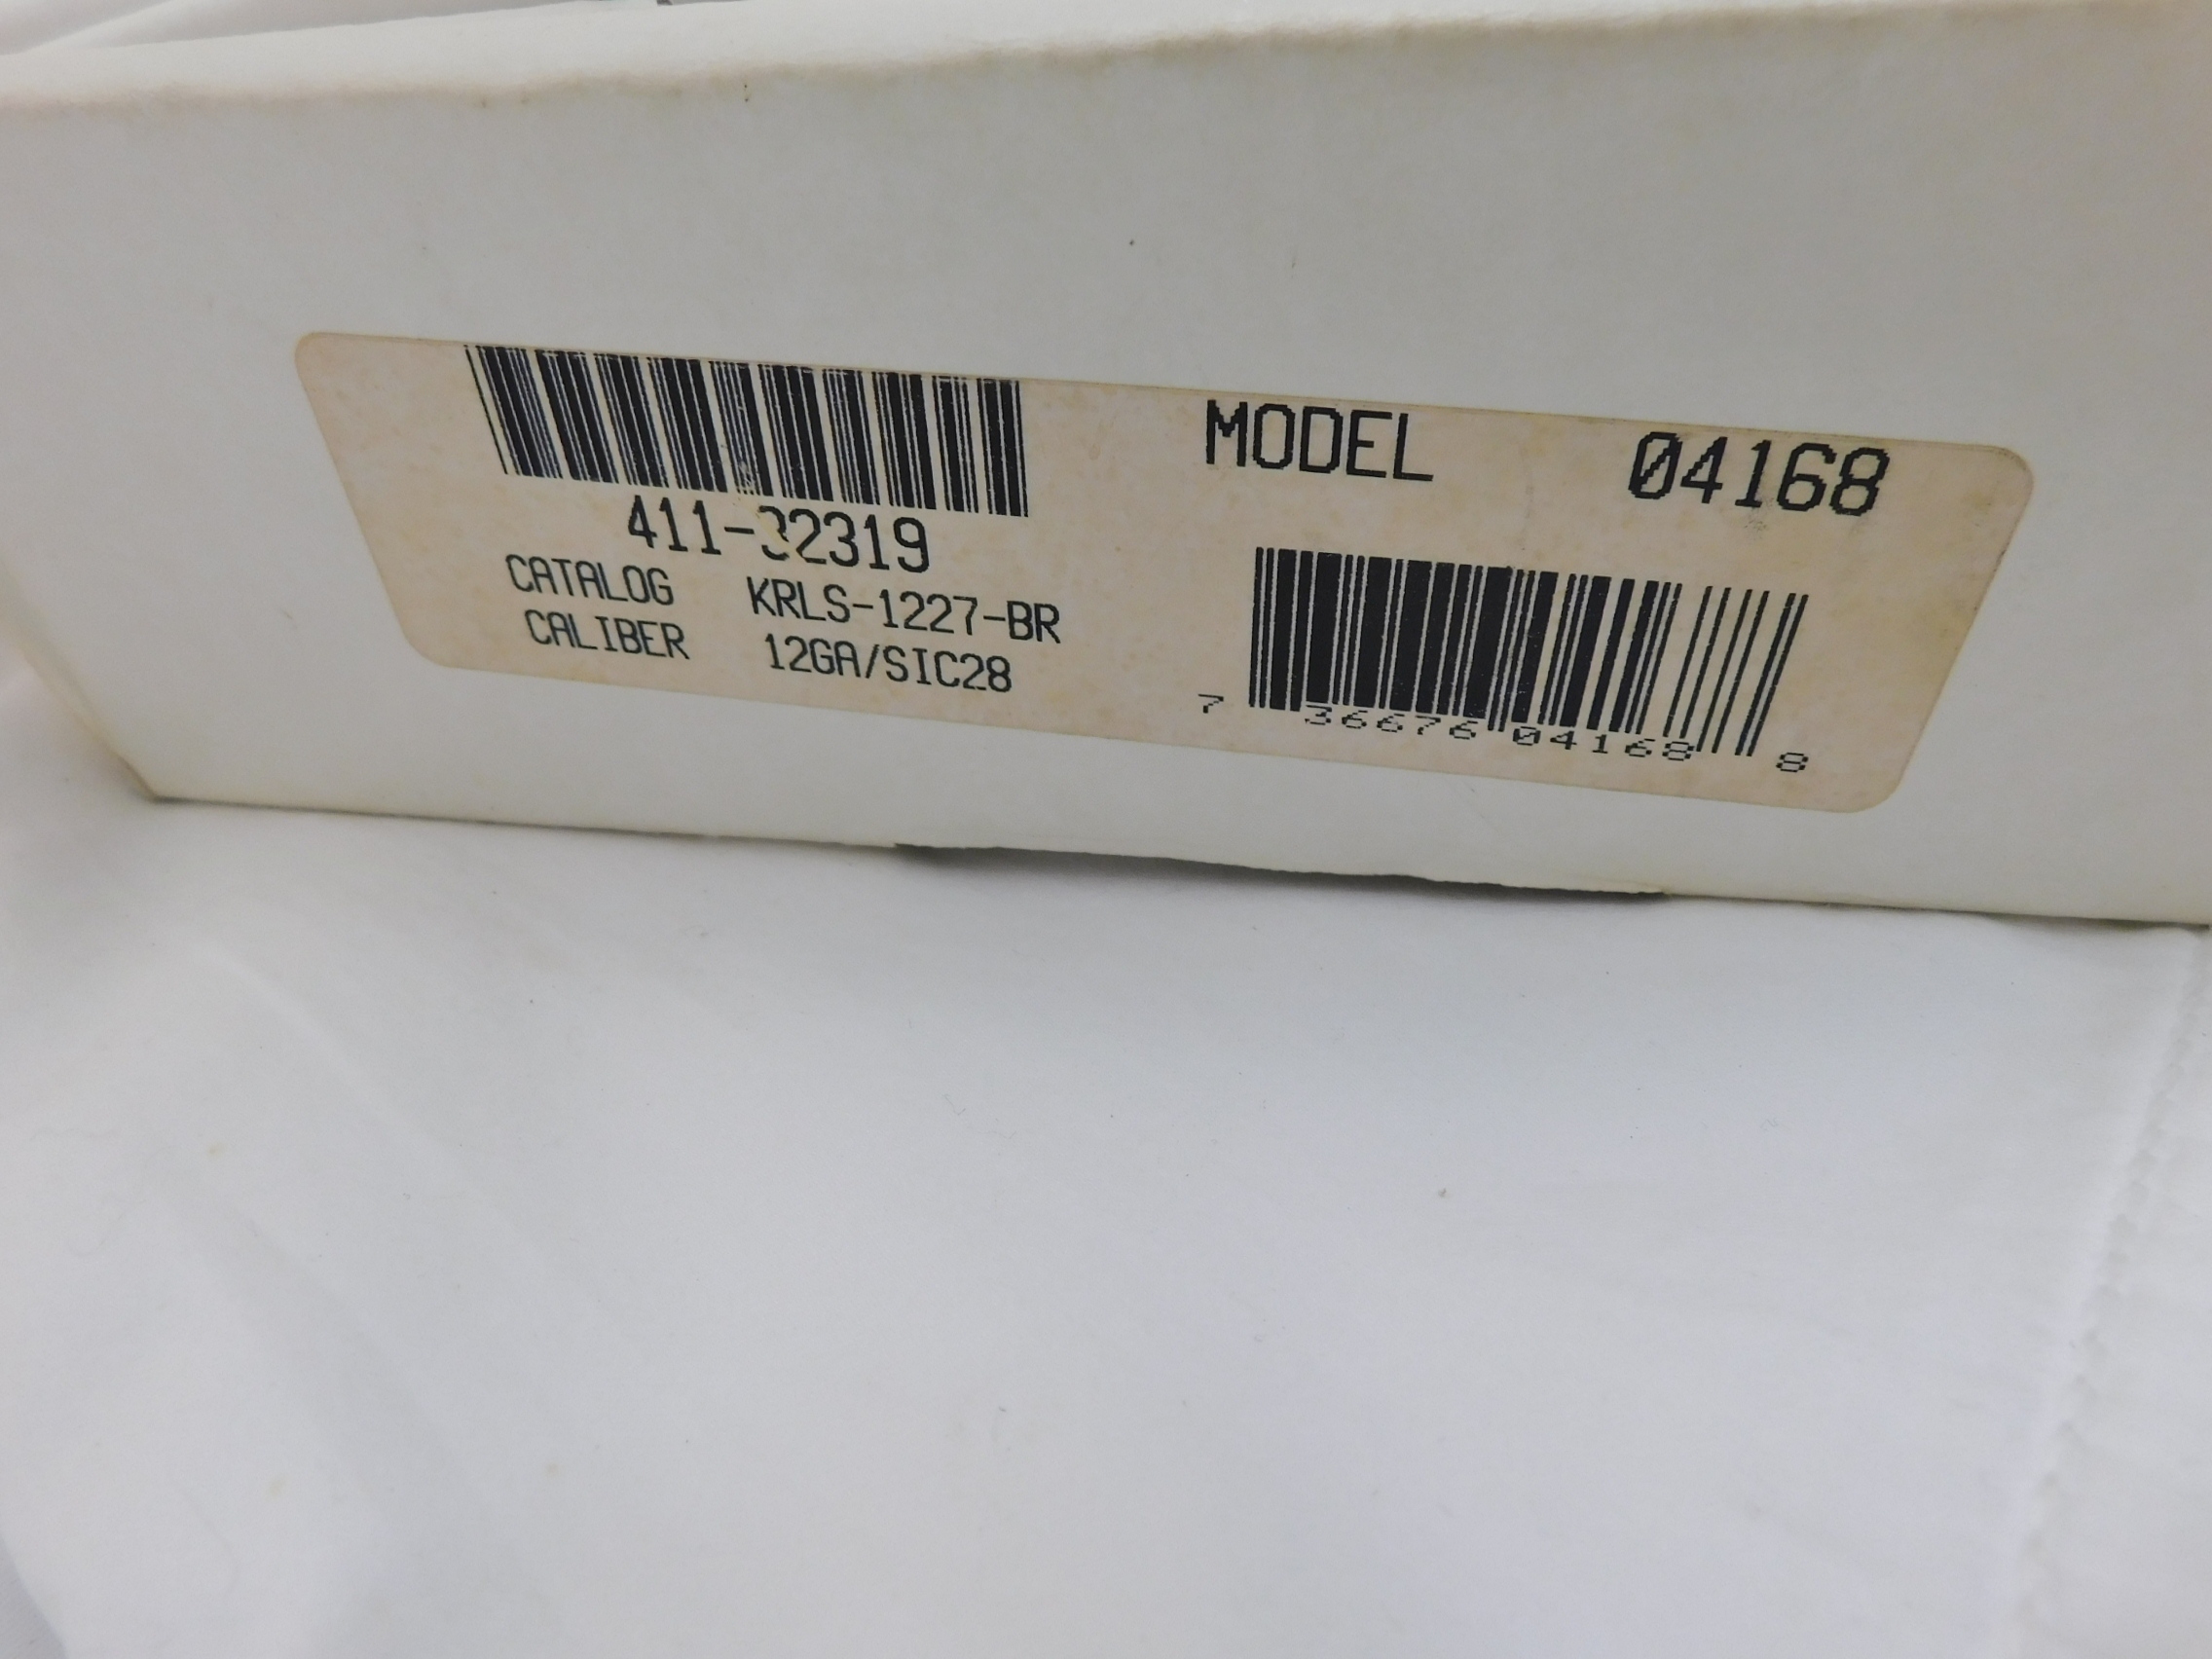 411-32319
CATALOG KRLS-1227-BR
CALIBER 12GA/SIC28
MODEL 04168
7 36676 04168 8